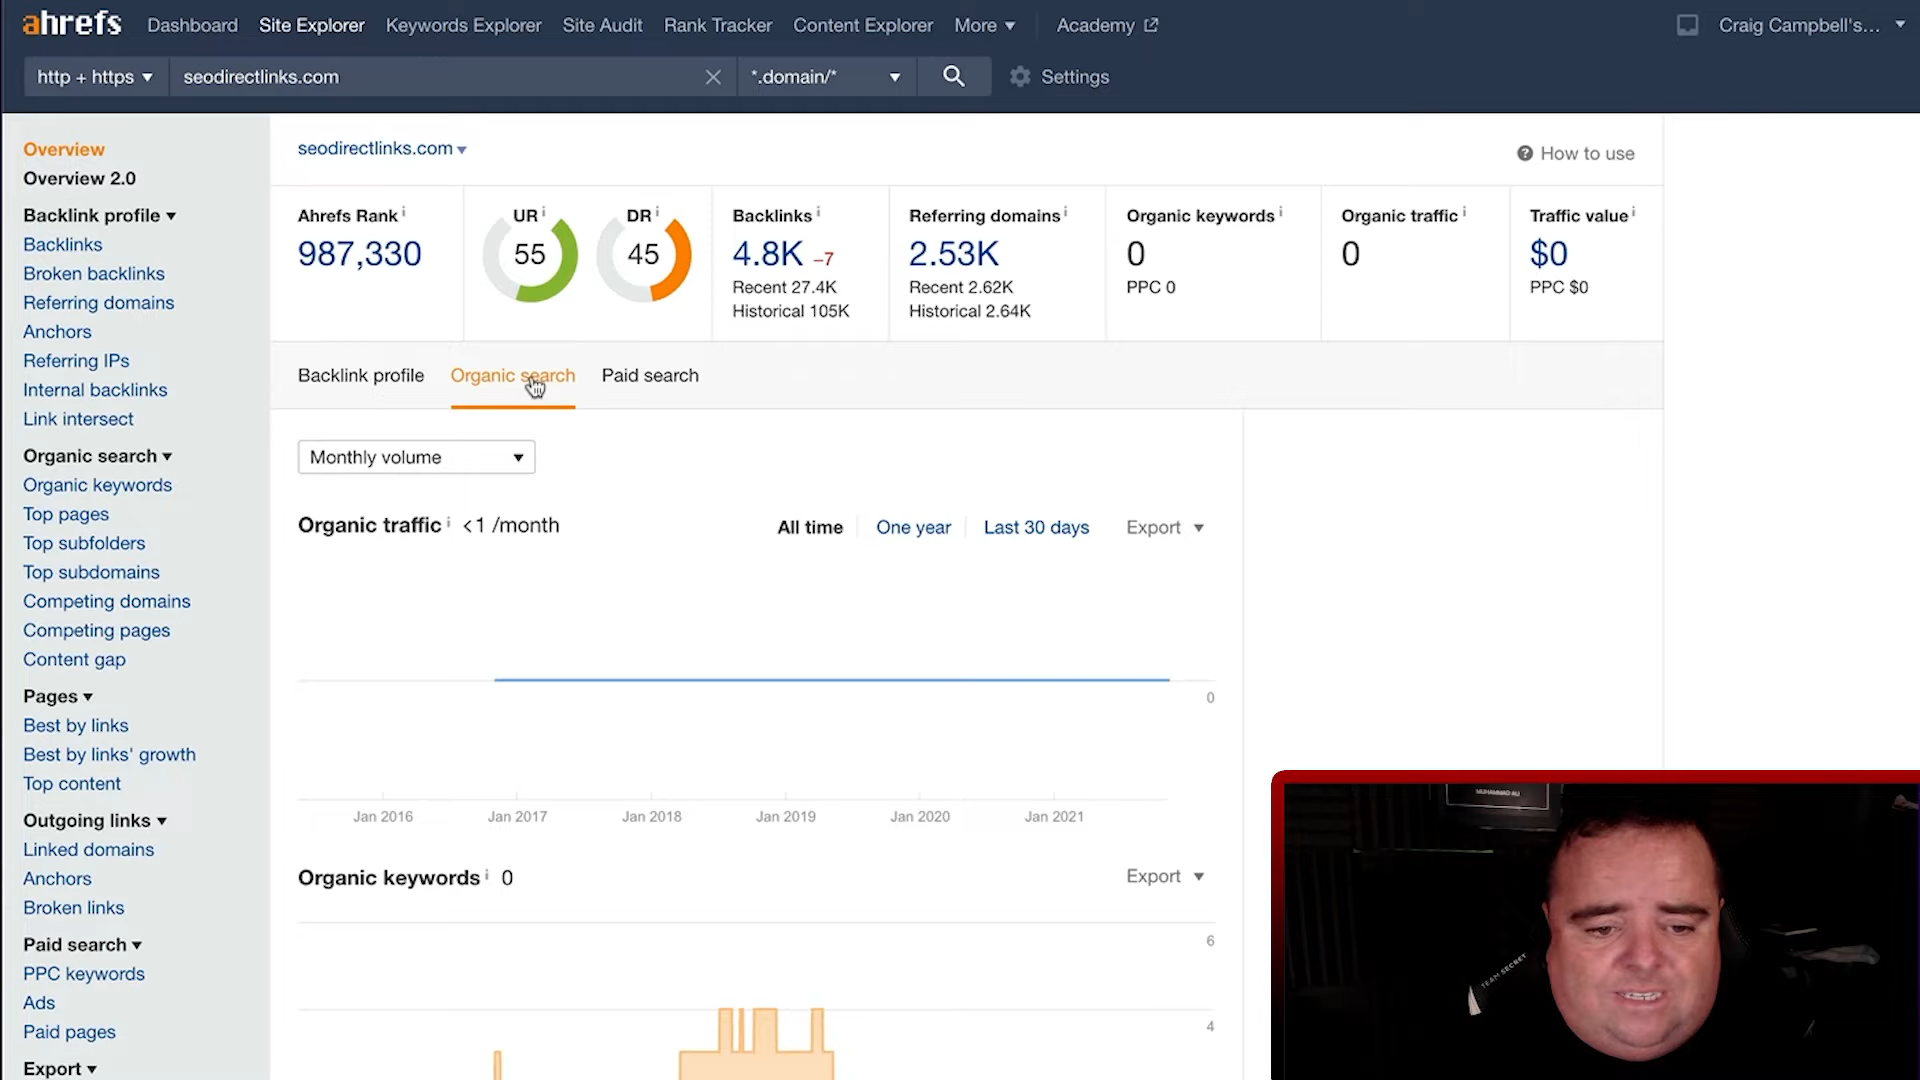 ahrefs Dashboard Site Explorer Keywords Explorer Site Audit Rank Tracker Content Explorer More Academy Craig Campbell's...
http + https seodirectlinks.com *.domain/* Settings
Overview
Overview 2.0
Backlink profile
Backlinks
Broken backlinks
Referring domains
Anchors
Referring IPs
Internal backlinks
Link intersect
Organic search
Organic keywords
Top pages
Top subfolders
Top subdomains
Competing domains
Competing pages
Content gap
Pages
Best by links
Best by links' growth
Top content
Outgoing links
Linked domains
Anchors
Broken links
Paid search
PPC keywords
Ads
Paid pages
Export
seodirectlinks.com
? How to use
Ahrefs Rank i
987,330
UR i
55
DR i
45
Backlinks i
4.8K –7
Recent 27.4K
Historical 105K
Referring domains i
2.53K
Recent 2.62K
Historical 2.64K
Organic keywords i
0
PPC 0
Organic traffic i
0
Traffic value i
$0
PPC $0
Backlink profile Organic search Paid search
Monthly volume
Organic traffic i <1 /month All time One year Last 30 days Export
0
Jan 2016 Jan 2017 Jan 2018 Jan 2019 Jan 2020 Jan 2021
Organic keywords i 0 Export
6
4
MUHAMMAD ALI
TEAM SECRET